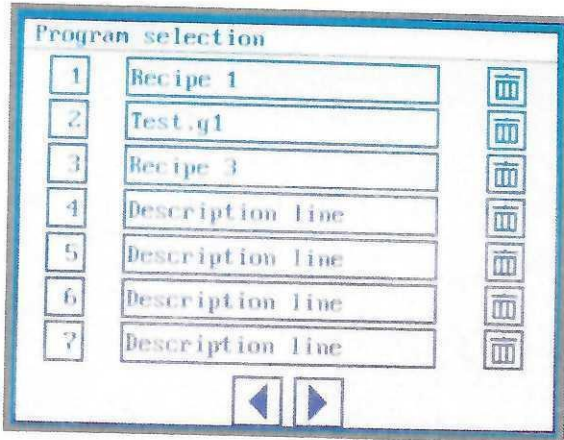 Program selection
1 Recipe 1
2 Test.g1
3 Recipe 3
4 Description line
5 Description line
6 Description line
7 Description line